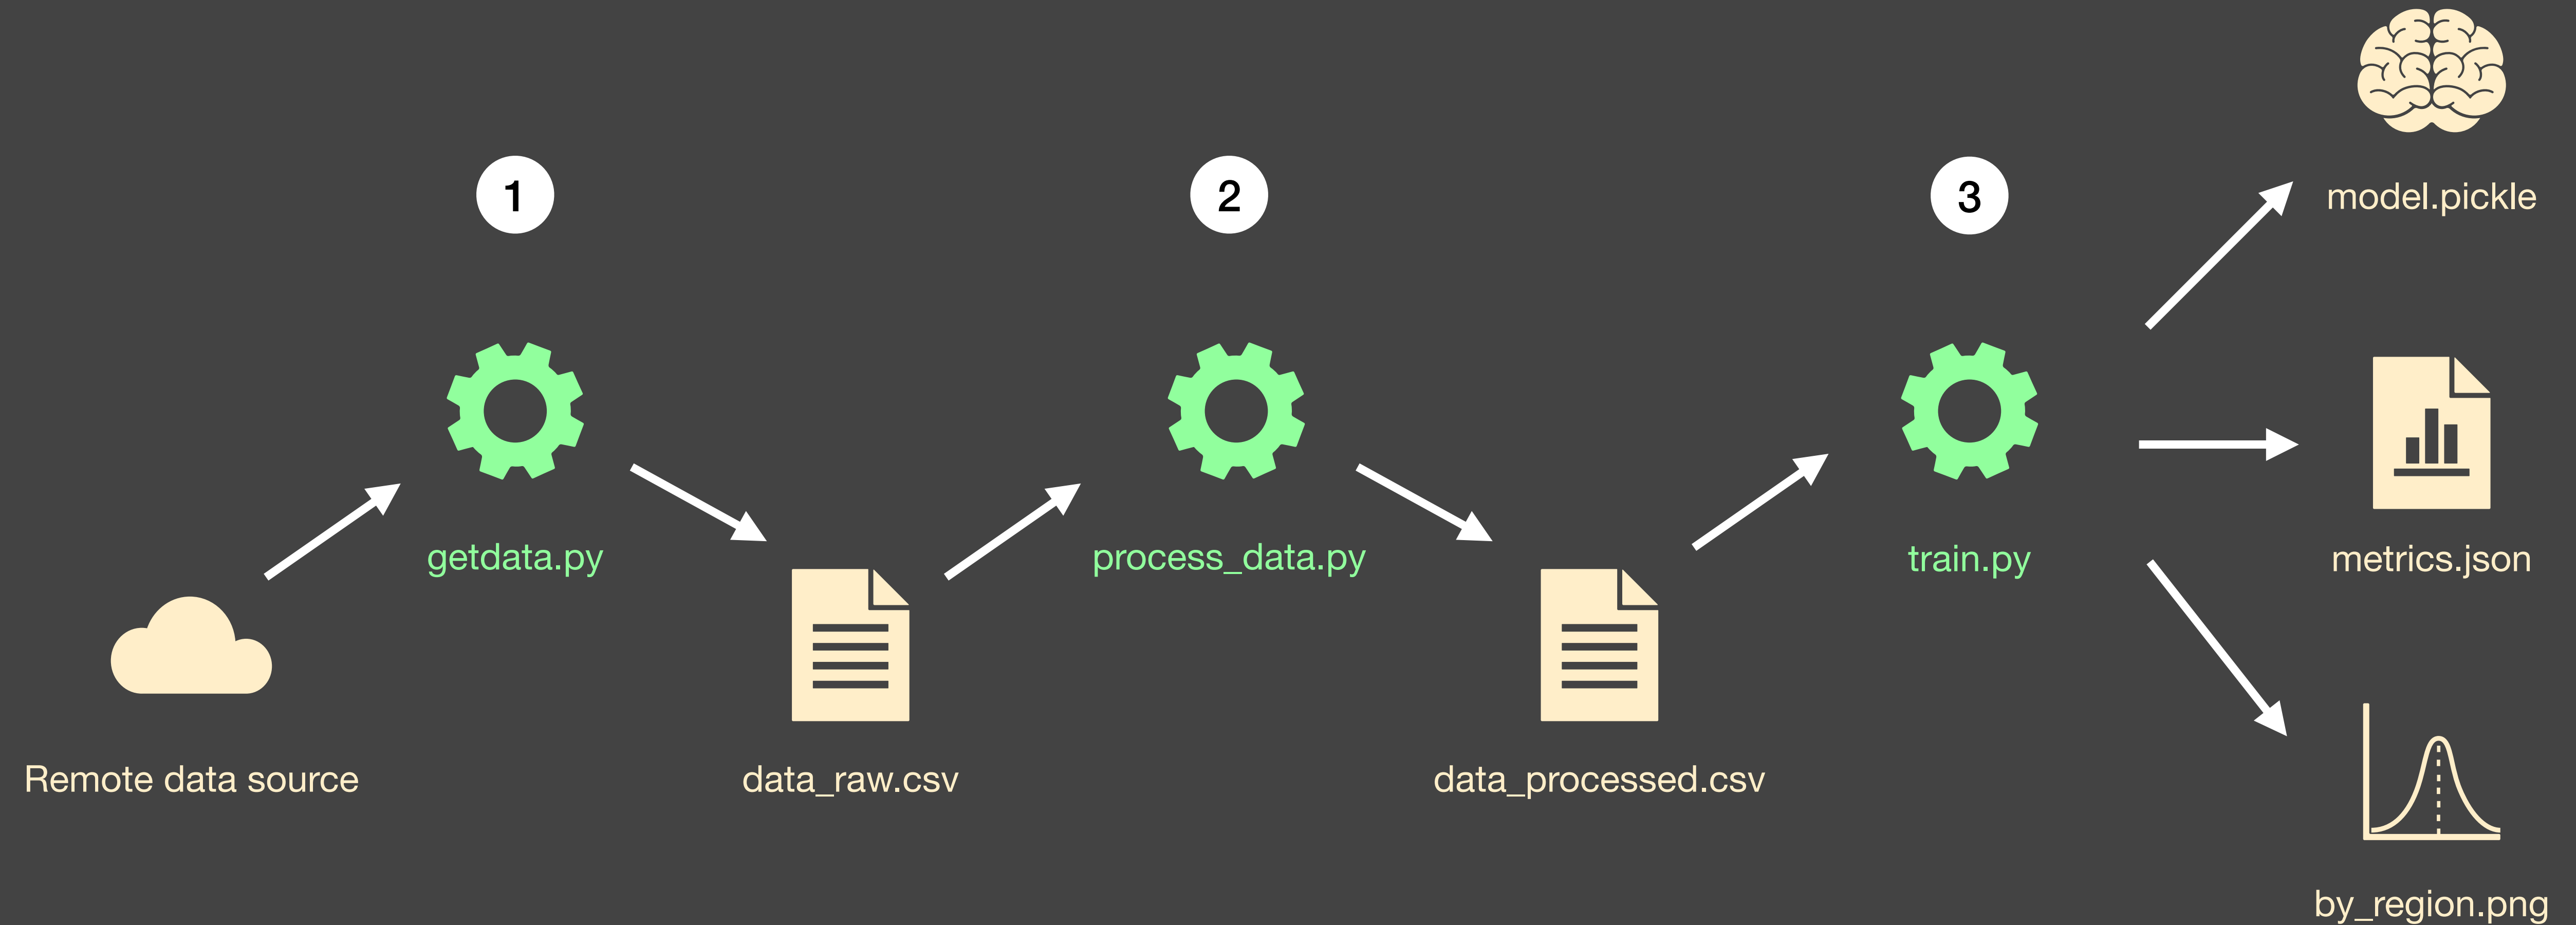 1
2
3
getdata.py
process_data.py
train.py
Remote data source
data_raw.csv
data_processed.csv
model.pickle
metrics.json
by_region.png